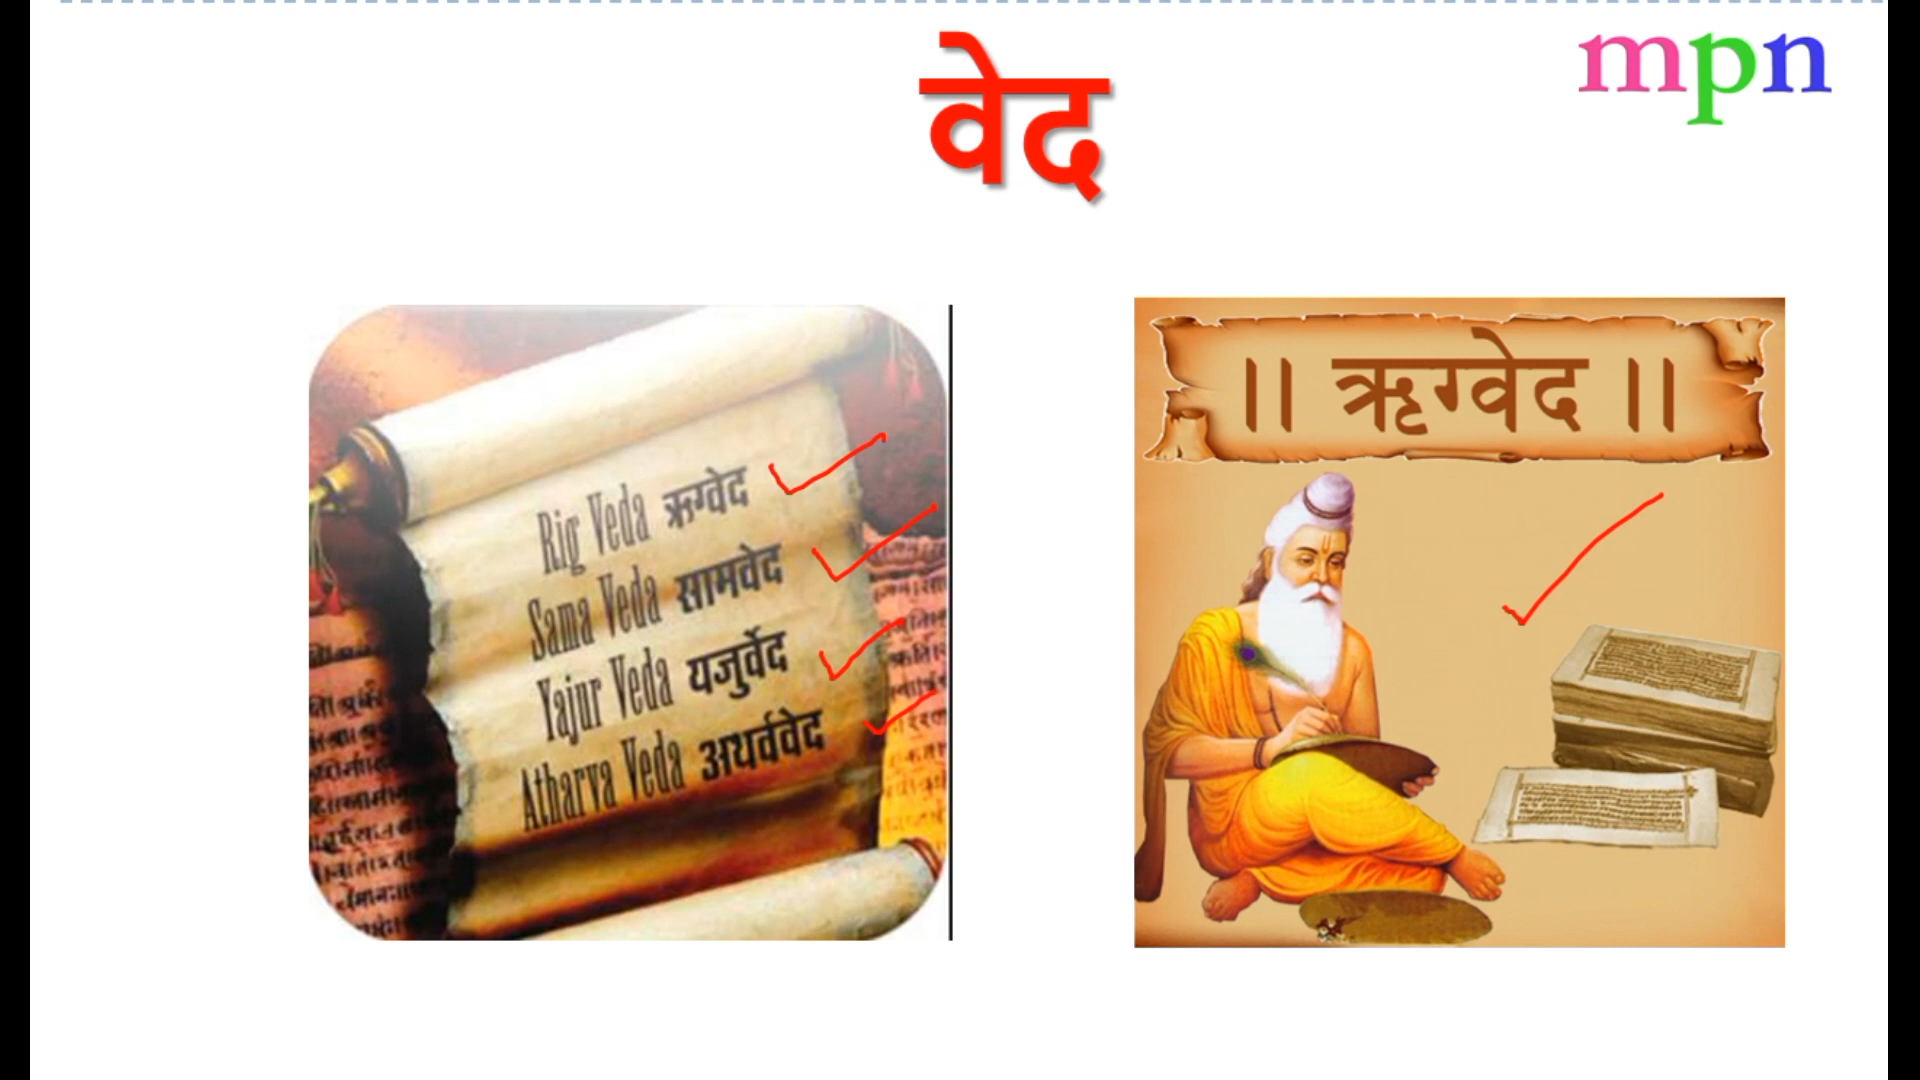 वेद
mpn
Rig Veda ऋग्वेद
Sama Veda सामवेद
Yajur Veda यजुर्वेद
Atharva Veda अथर्ववेद
।। ऋग्वेद ।।